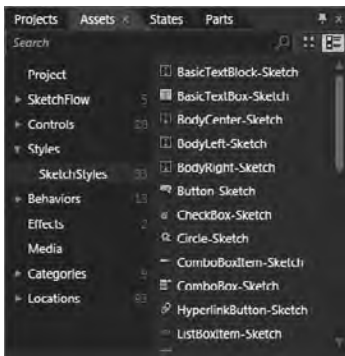 Projects Assets × States Parts
Search
Project
SketchFlow 5
Controls
Styles
SketchStyles
Behaviors 13
Effects 2
Media
Categories
Locations
BasicTextBlock-Sketch
BasicTextBox-Sketch
BodyCenter-Sketch
BodyLeft-Sketch
BodyRight-Sketch
Button-Sketch
CheckBox-Sketch
Circle-Sketch
ComboBoxItem-Sketch
ComboBox-Sketch
HyperlinkButton-Sketch
ListBoxItem-Sketch